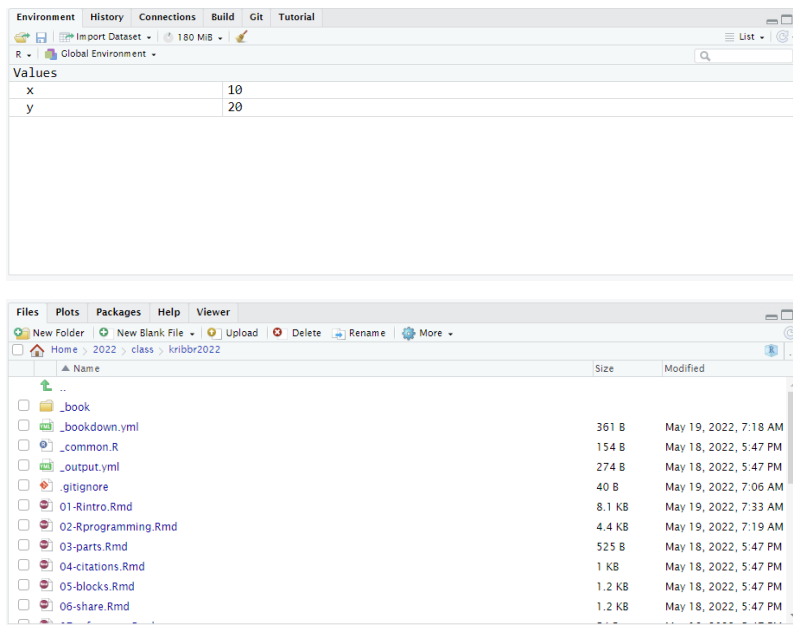 Environment History Connections Build Git Tutorial
Import Dataset 180 MiB List
R Global Environment
Values
x 10
y 20
Files Plots Packages Help Viewer
New Folder New Blank File Upload Delete Rename More
Home 2022 class kribbr2022 R
Name Size Modified
..
_book
_bookdown.yml 361 B May 19, 2022, 7:18 AM
_common.R 154 B May 18, 2022, 5:47 PM
_output.yml 274 B May 18, 2022, 5:47 PM
.gitignore 40 B May 19, 2022, 7:06 AM
01-Rintro.Rmd 8.1 KB May 19, 2022, 7:33 AM
02-Rprogramming.Rmd 4.4 KB May 19, 2022, 7:19 AM
03-parts.Rmd 525 B May 18, 2022, 5:47 PM
04-citations.Rmd 1 KB May 18, 2022, 5:47 PM
05-blocks.Rmd 1.2 KB May 18, 2022, 5:47 PM
06-share.Rmd 1.2 KB May 18, 2022, 5:47 PM